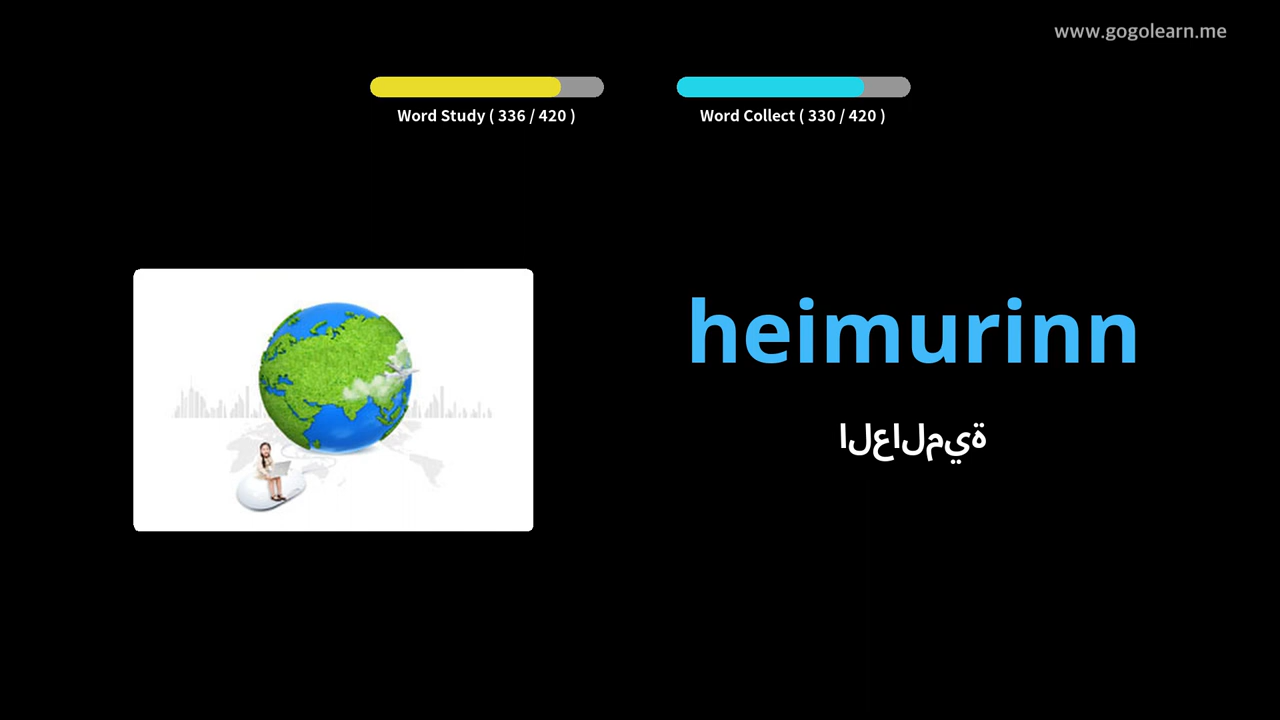 www.gogolearn.me
Word Study ( 336 / 420 )
Word Collect ( 330 / 420 )
heimurinn
العالمية